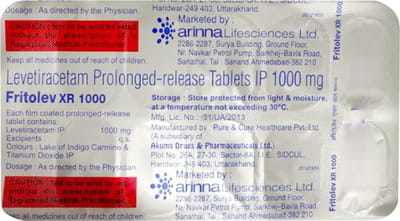 Dosage : As directed by the Physician.
CAUTION : Not to be sold by retail
without the prescription of a
Registered Medical Practitioner.
Keep all medicines out of reach of children.
Haridwar-249 403, Uttarakhand.
Marketed by :
arinna Lifesciences Ltd.
2286-2287, Surya Building, Ground Floor,
Nr. Navkar Petrol Pump, Sarkhej-Bavla Road,
Sanathal, Tal : Sanand Ahmedabad-382 210
Levetiracetam Prolonged-release Tablets IP 1000 mg
Fritolev XR 1000
Each film coated prolonged-release
tablet contains:
Levetiracetam IP 1000 mg
Excipients q.s.
Colours : Lake of Indigo Carmine &
Titanium Dioxide IP
Dosage : As directed by the Physician.
Storage : Store protected from light & moisture,
at a temperature not exceeding 30°C.
Mfg. Lic. No.: 31/UA/2013
Manufactured by : Pure & Cure Healthcare Pvt. Ltd.
(A subsidiary of
Akums Drugs & Pharmaceuticals Ltd.)
Haridwar-249 403, Uttarakhand.
CAUTION : Not to be sold by retail
without the prescription of a
Registered Medical Practitioner.
Keep all medicines out of reach of children.
Marketed by :
arinna Lifesciences Ltd.
2286-2287, Surya Building, Ground Floor,
Nr. Navkar Petrol Pump, Sarkhej-Bavla Road,
Sanathal, Tal : Sanand Ahmedabad-382 210
Fritolev XR 1000